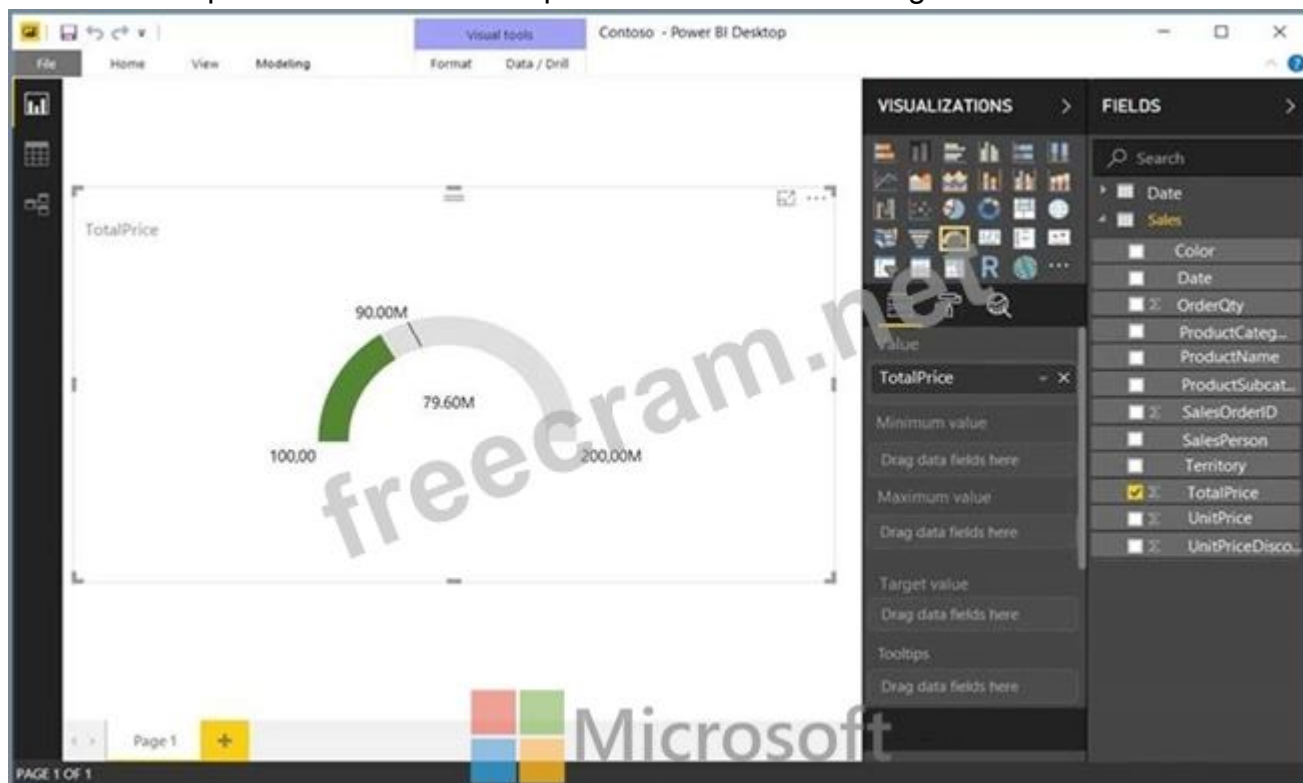 Contoso - Power BI Desktop
Visual tools
File Home View Modeling Format Data / Drill
VISUALIZATIONS
FIELDS
Search
Date
Sales
Color
Date
Σ OrderQty
ProductCateg...
ProductName
ProductSubcat...
Σ SalesOrderID
SalesPerson
Territory
Σ TotalPrice
Σ UnitPrice
Σ UnitPriceDisco...
Value
TotalPrice
Minimum value
Drag data fields here
Maximum value
Drag data fields here
Target value
Drag data fields here
Tooltips
Drag data fields here
TotalPrice
90.00M
79.60M
100,00
200,00M
freecram.net
Microsoft
Page 1
PAGE 1 OF 1